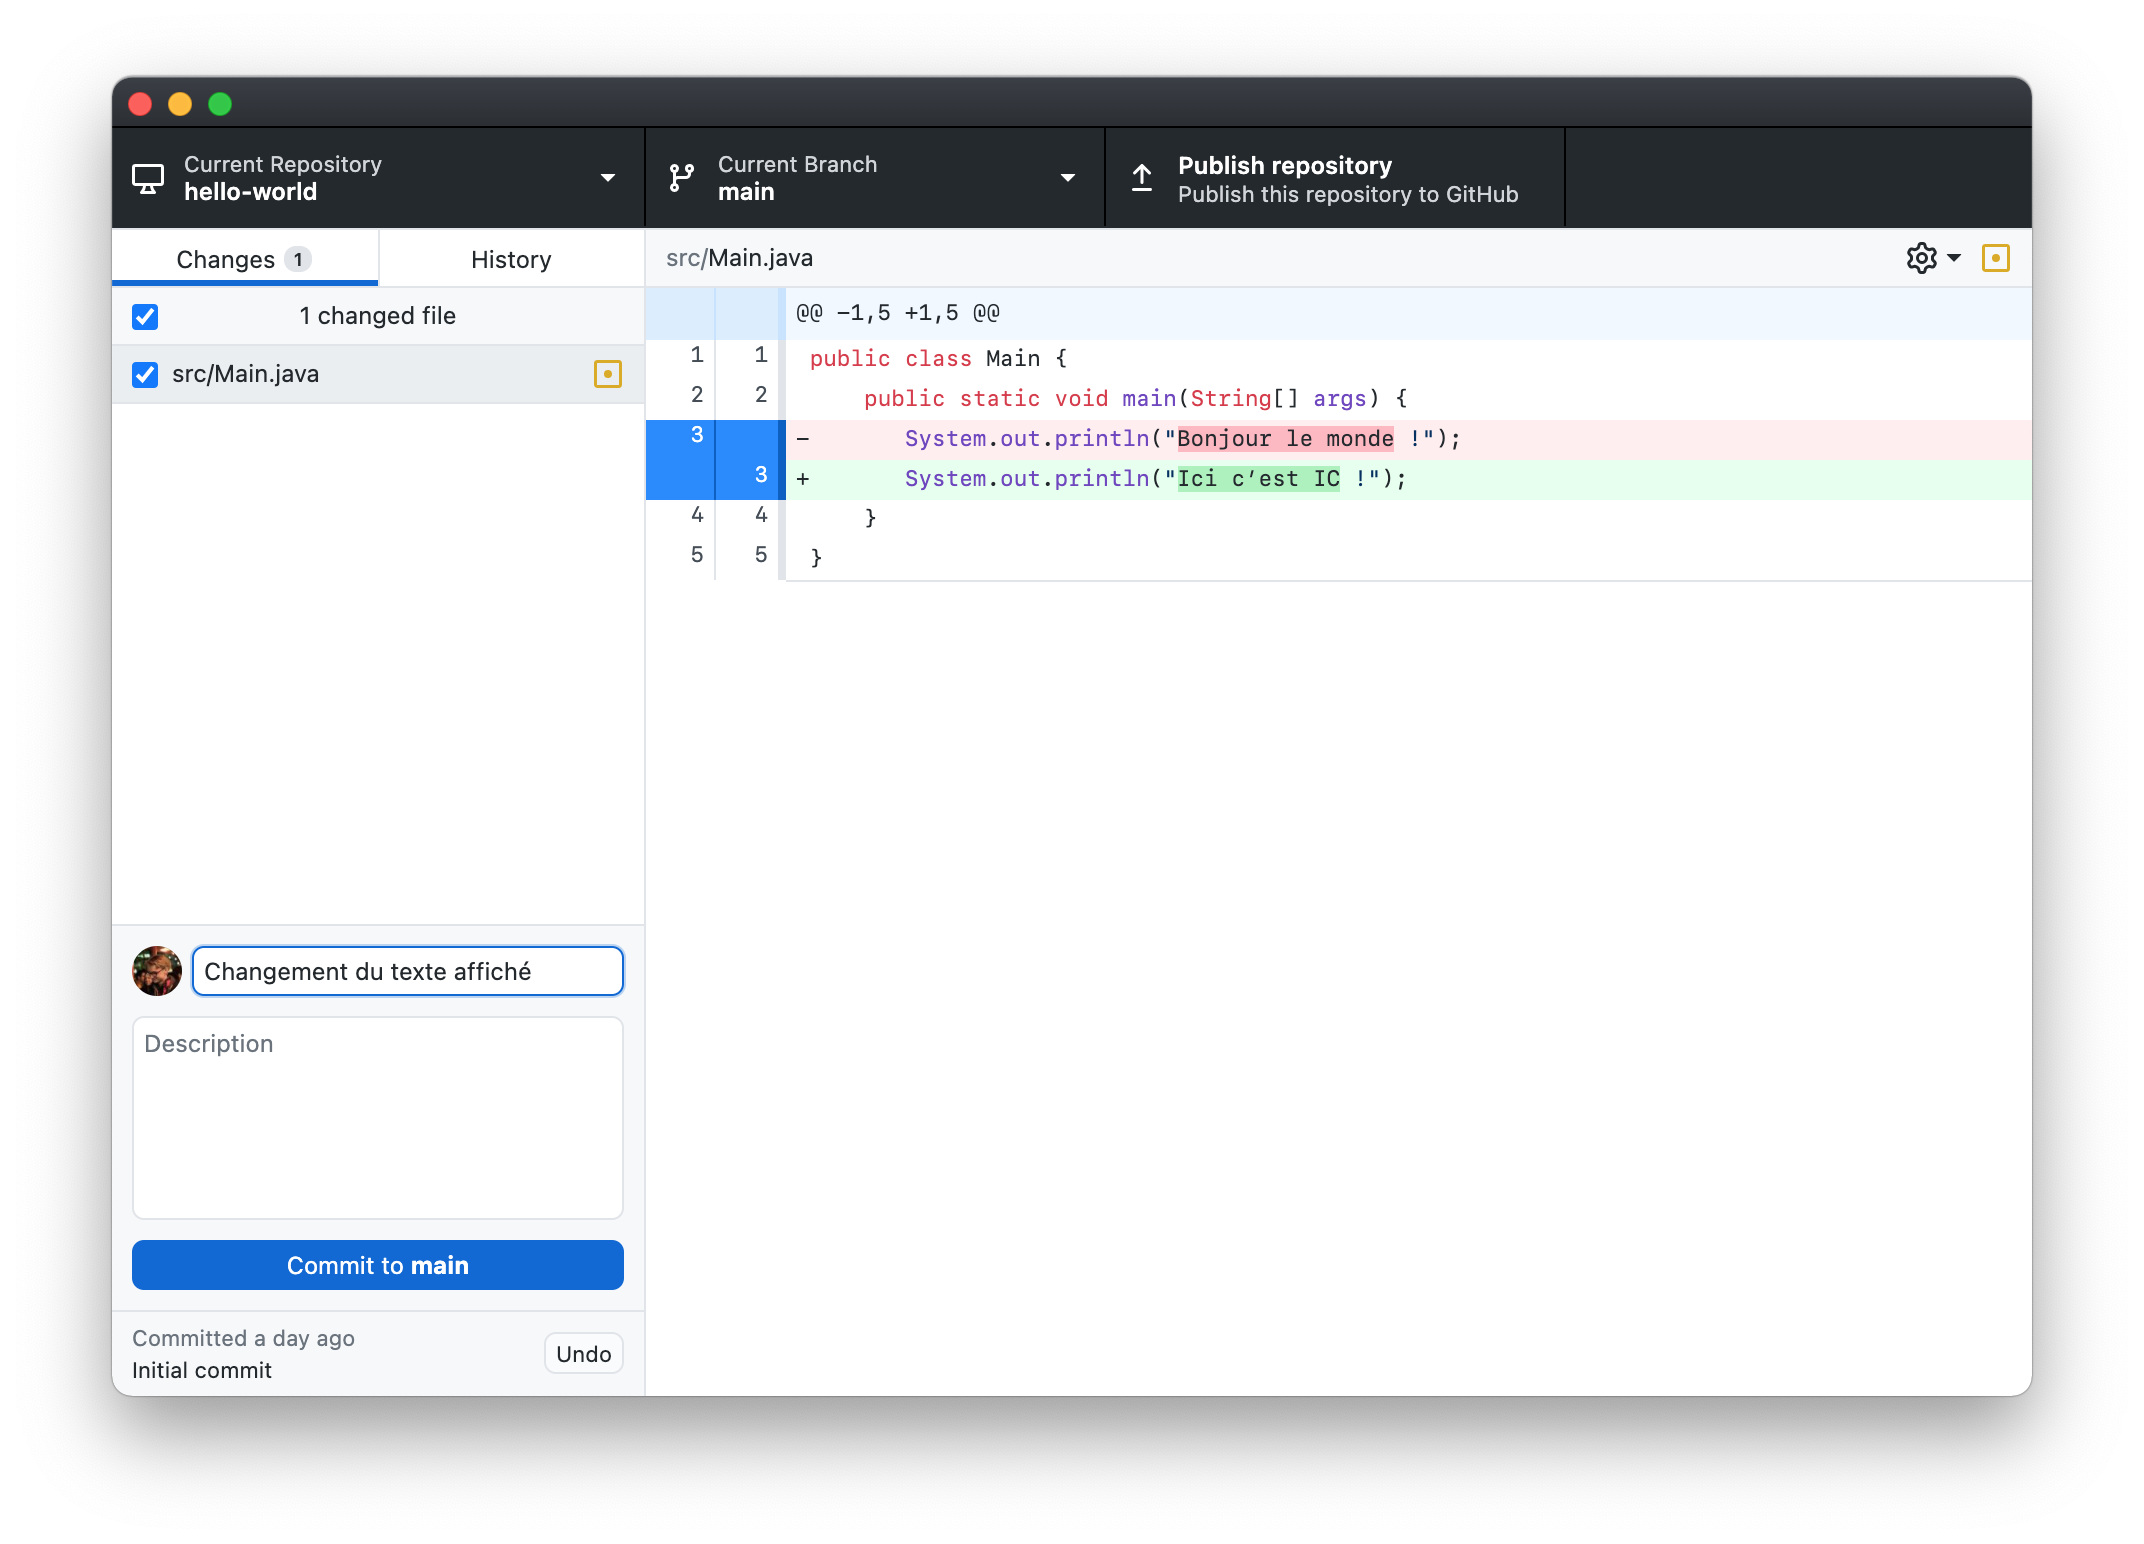 Current Repository
hello-world
Current Branch
main
Publish repository
Publish this repository to GitHub
Changes 1
History
src/Main.java
1 changed file
src/Main.java
@@ -1,5 +1,5 @@
1 1 public class Main {
2 2 public static void main(String[] args) {
3 - System.out.println("Bonjour le monde !");
3 + System.out.println("Ici c’est IC !");
4 4 }
5 5 }
Changement du texte affiché
Description
Commit to main
Committed a day ago
Initial commit
Undo